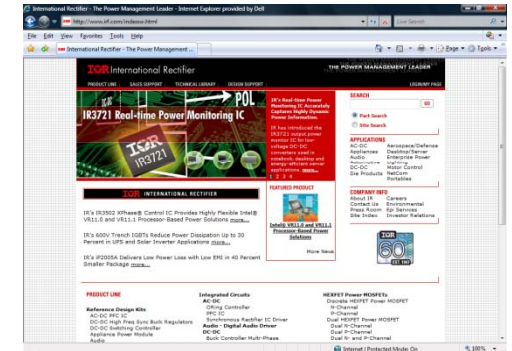 International Rectifier - The Power Management Leader - Internet Explorer provided by Dell
http://www.irf.com/indexsw.html
Live Search
File Edit View Favorites Tools Help
International Rectifier - The Power Management ...
Page Tools
IOR International Rectifier
THE POWER MANAGEMENT LEADER
PRODUCT LINE SALES SUPPORT TECHNICAL LIBRARY DESIGN SUPPORT
IOR POL
IR3721 Real-time Power Monitoring IC
IOR
IR3721
IR's Real-time Power
Monitoring IC Accurately
Captures Highly Dynamic
Power Information.
IR has introduced the
IR3721 output power
monitor IC for low-
voltage DC-DC
converters used in
notebook, desktop and
energy-efficient server
applications. more...
1 2 3 4
SEARCH
GO
Part Search
Site Search
APPLICATIONS
AC-DC Aerospace/Defense
Appliances Desktop/Server
Audio Enterprise Power
Automotive Lighting
DC-DC Motor Control
Die Products NetCom
Portables
COMPANY INFO
About IR Careers
Contact Us Environmental
Press Room Epi Services
Site Index Investor Relations
IOR
60
EST. 1947
IOR INTERNATIONAL RECTIFIER
IR's IR3502 XPhase® Control IC Provides Highly Flexible Intel®
VR11.0 and VR11.1 Processor-Based Power Solutions more...
IR's 600V Trench IGBTs Reduce Power Dissipation Up to 30
Percent in UPS and Solar Inverter Applications more...
IR's iP2005A Delivers Low Power Loss with Low EMI in 40 Percent
Smaller Package more...
FEATURED PRODUCT
Intel® VR11.0 and VR11.1
Processor-Based Power
Solutions
More News
PRODUCT LINE
Reference Design Kits
AC-DC PFC IC
DC-DC High Freq Sync Buck Regulators
DC-DC Switching Controller
Appliance Power Module
Audio
Integrated Circuits
AC-DC
ORing Controller
PFC IC
Synchronous Rectifier IC Driver
Audio - Digital Audio Driver
DC-DC
Buck Controller Multi-Phase
HEXFET Power MOSFETs
Discrete HEXFET Power MOSFET
N-Channel
P-Channel
Dual HEXFET Power MOSFET
Dual N-Channel
Dual P-Channel
Dual N- and P-Channel
Internet | Protected Mode: On
100%